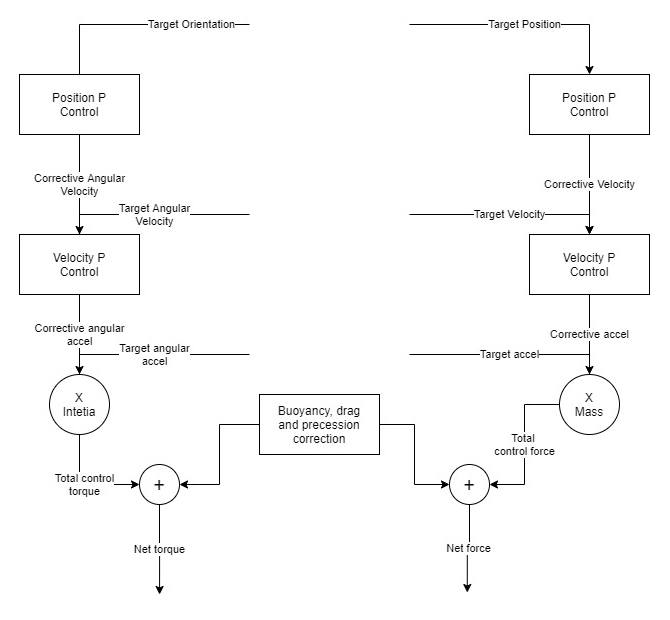 Target Orientation
Target Position
Position P
Control
Position P
Control
Corrective Angular
Velocity
Corrective Velocity
Target Angular
Velocity
Target Velocity
Velocity P
Control
Velocity P
Control
Corrective angular
accel
Corrective accel
Target angular
accel
Target accel
X
Intetia
X
Mass
Buoyancy, drag
and precession
correction
Total
control force
Total control
torque
+
+
Net torque
Net force